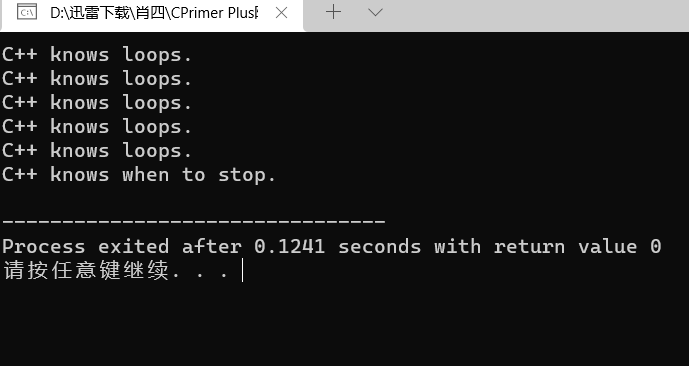 D:\迅雷下载\肖四\CPrimer Plus
C++ knows loops.
C++ knows loops.
C++ knows loops.
C++ knows loops.
C++ knows loops.
C++ knows when to stop.
--------------------------------
Process exited after 0.1241 seconds with return value 0
请按任意键继续. . .